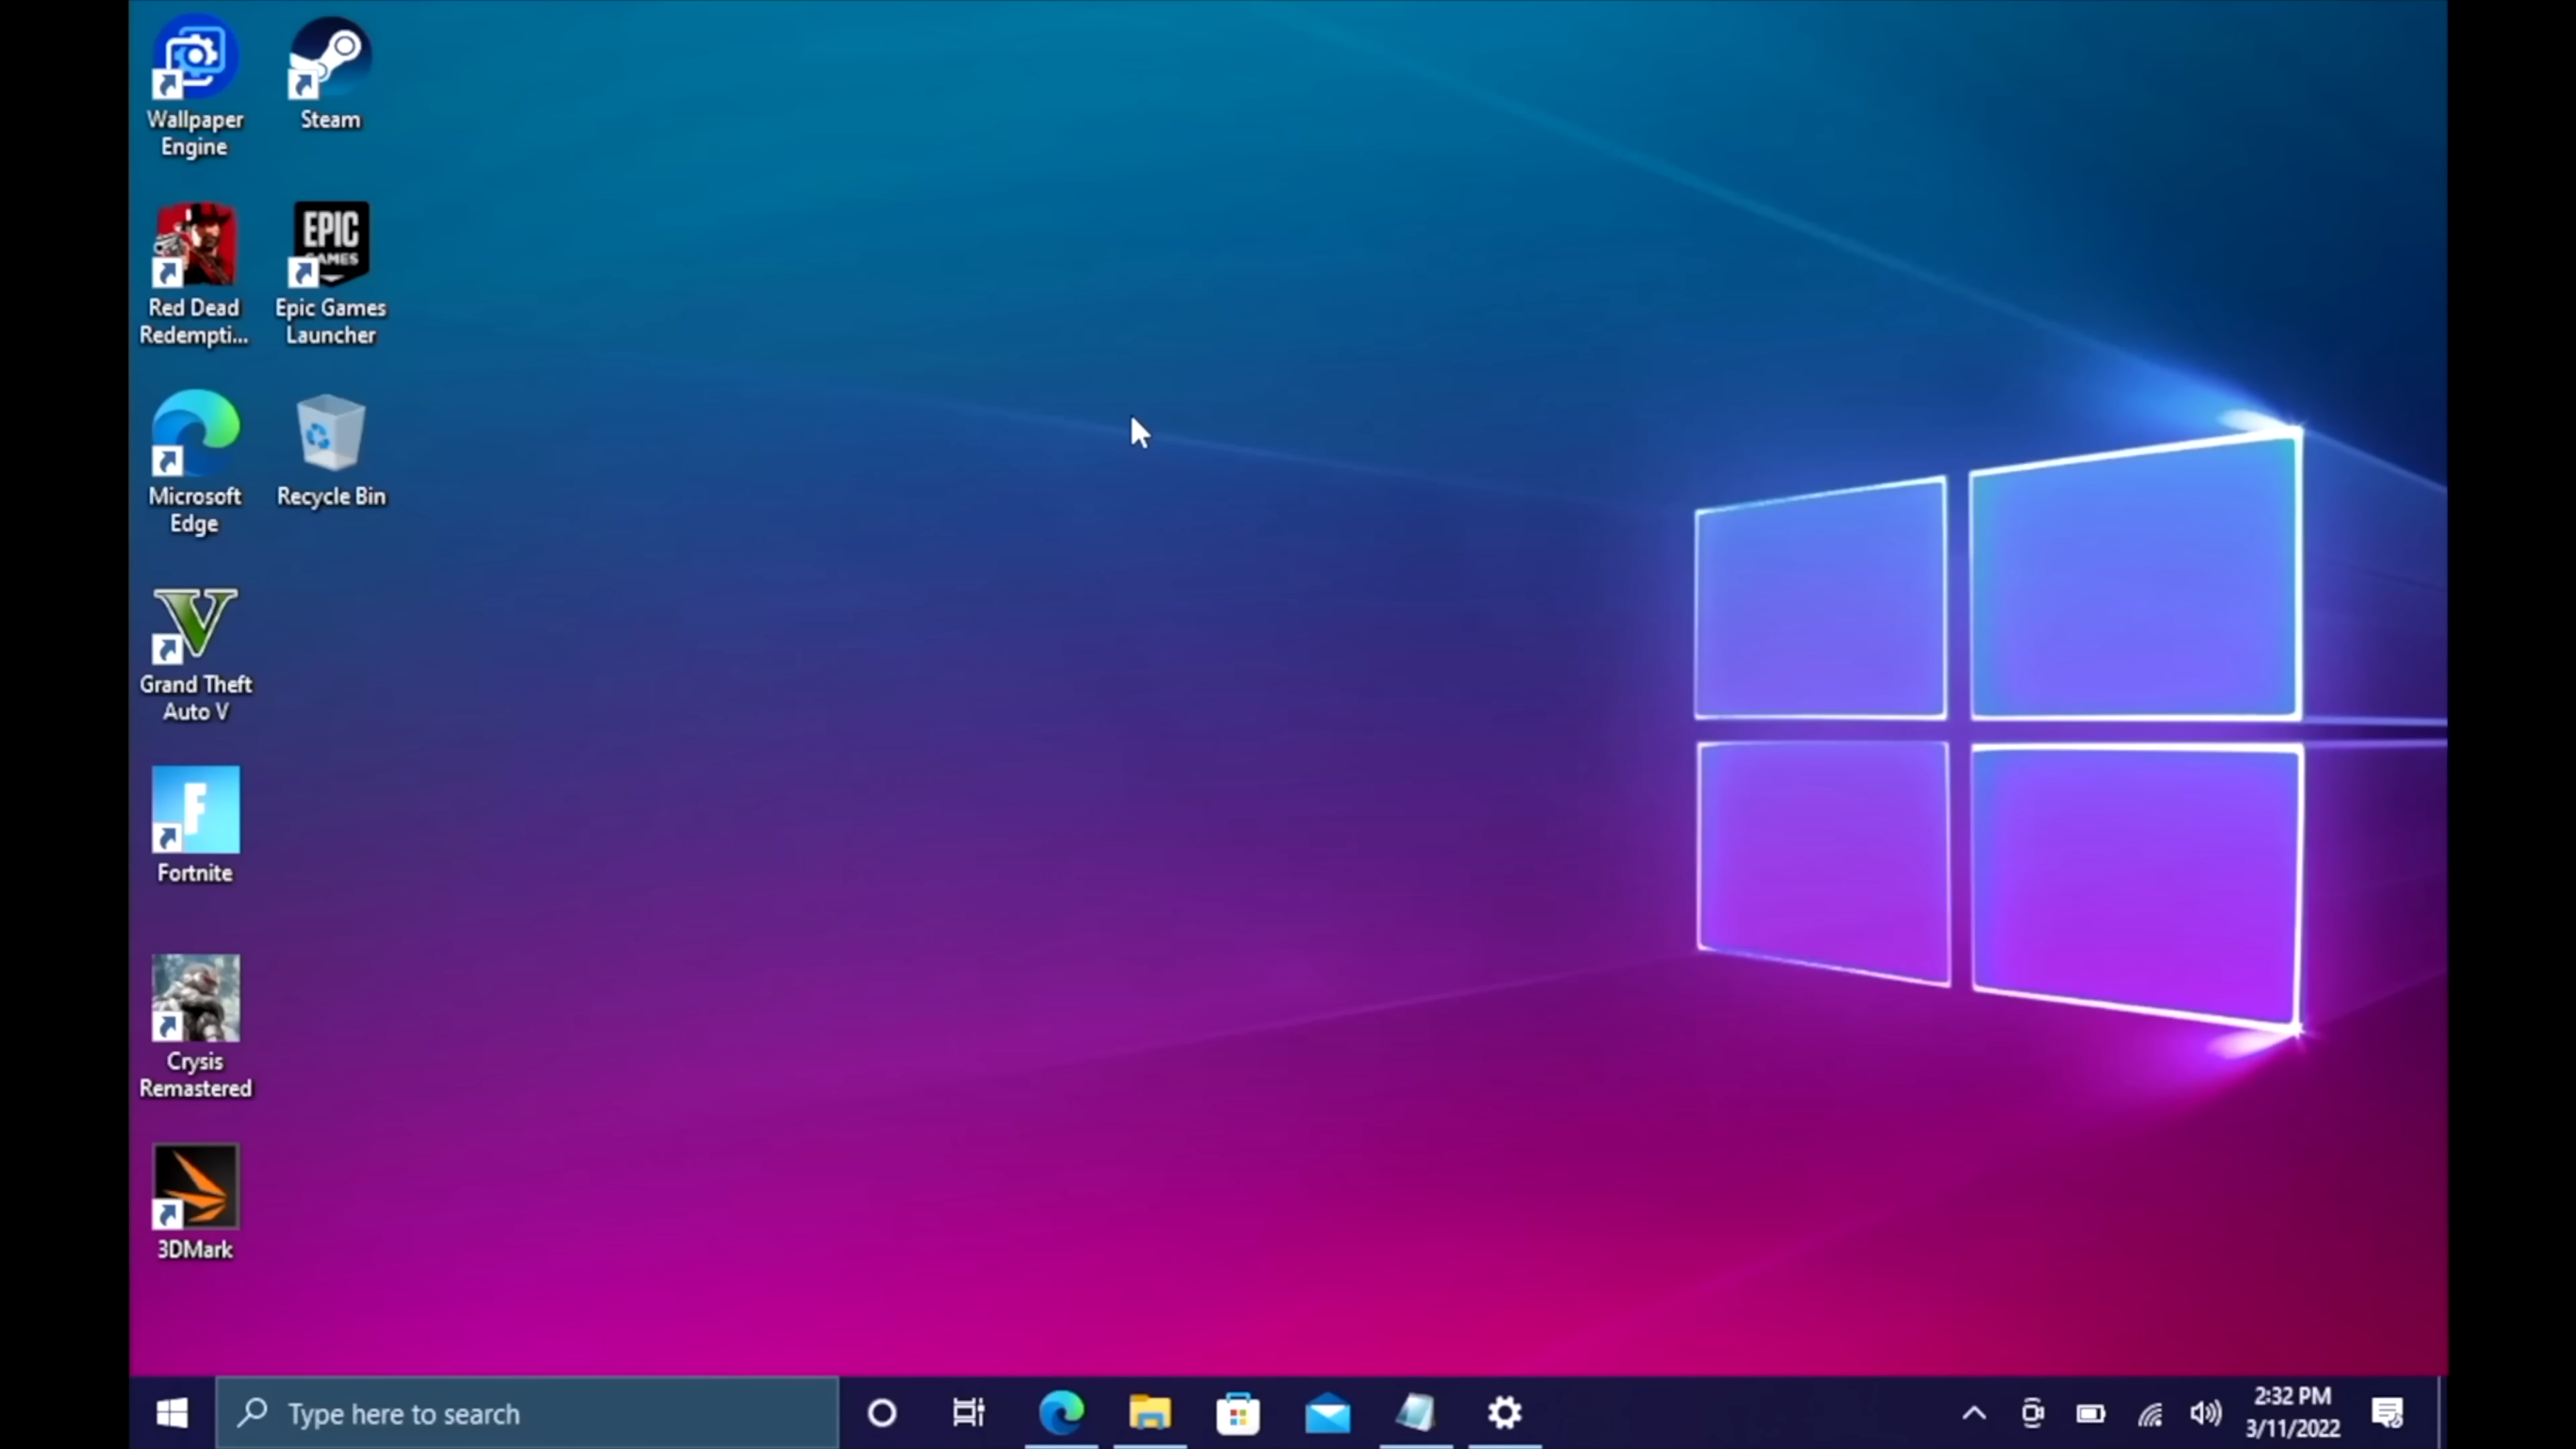 Wallpaper
Engine
Steam
Red Dead
Redempti...
EPIC
GAMES
Epic Games
Launcher
Microsoft
Edge
Recycle Bin
V
Grand Theft
Auto V
F
Fortnite
Crysis
Remastered
3DMark
Type here to search
2:32 PM
3/11/2022